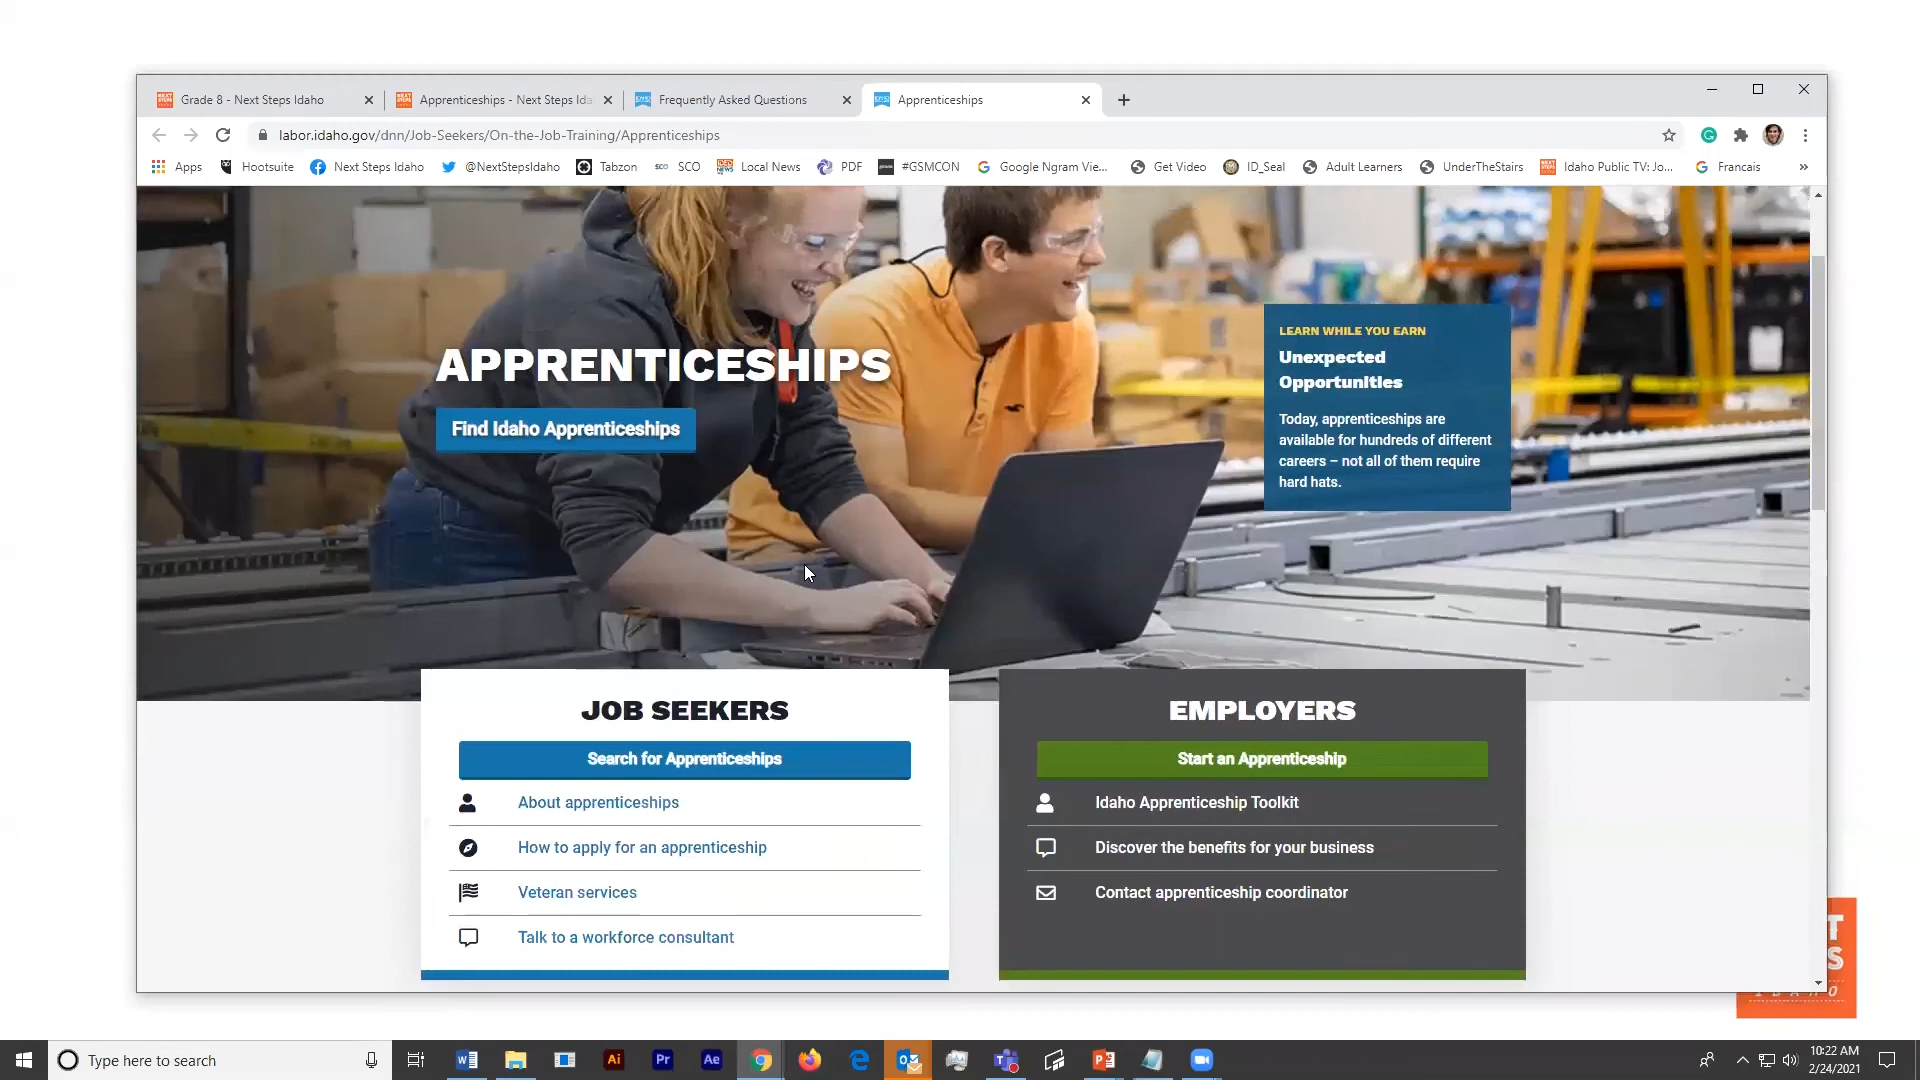 Grade 8 - Next Steps Idaho
Apprenticeships - Next Steps Ida
Frequently Asked Questions
Apprenticeships
labor.idaho.gov/dnn/Job-Seekers/On-the-Job-Training/Apprenticeships
Apps
Hootsuite
Next Steps Idaho
@NextStepsIdaho
Tabzon
SCO
Local News
PDF
#GSMCON
Google Ngram Vie...
Get Video
ID_Seal
Adult Learners
UnderTheStairs
Idaho Public TV: Jo...
Francais
APPRENTICESHIPS
Find Idaho Apprenticeships
LEARN WHILE YOU EARN
Unexpected
Opportunities
Today, apprenticeships are
available for hundreds of different
careers – not all of them require
hard hats.
JOB SEEKERS
Search for Apprenticeships
About apprenticeships
How to apply for an apprenticeship
Veteran services
Talk to a workforce consultant
EMPLOYERS
Start an Apprenticeship
Idaho Apprenticeship Toolkit
Discover the benefits for your business
Contact apprenticeship coordinator
Type here to search
Ai
Pr
Ae
10:22 AM
2/24/2021